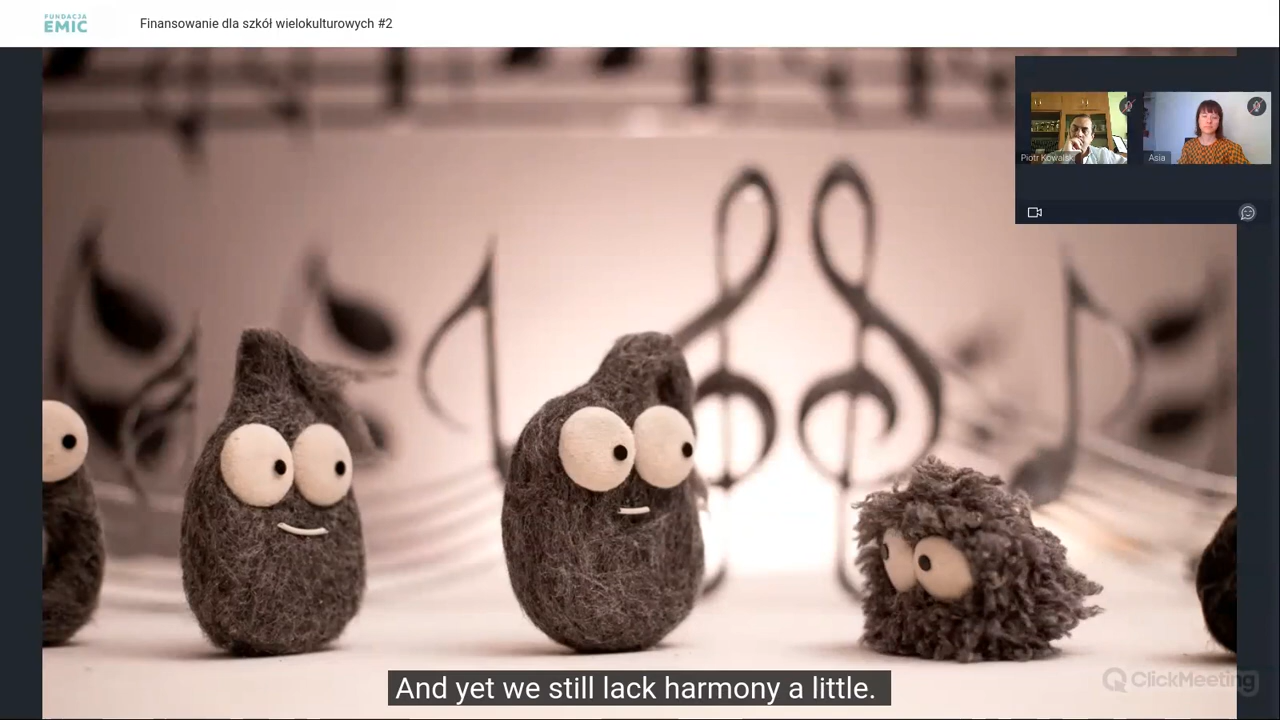 FUNDACJA
EMIC
Finansowanie dla szkół wielokulturowych #2
Piotr Kowalski
Asia
And yet we still lack harmony a little.
ClickMeeting